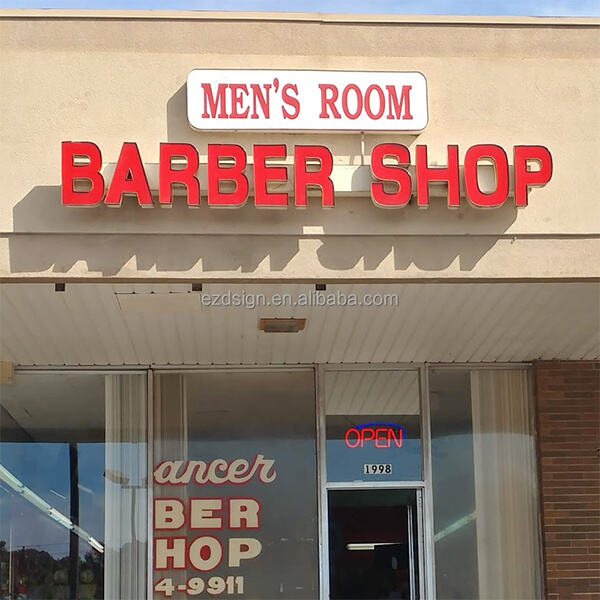 MEN'S ROOM
BARBER SHOP
ezdsign.en.alibaba.com
OPEN
1998
ancer
BER
HOP
4-9911